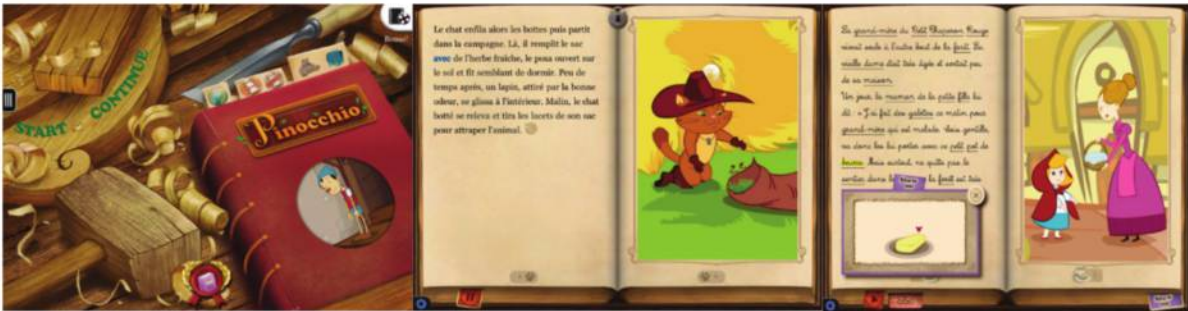 START
CONTINUE
Pinocchio
Le chat enfila alors les bottes puis partit
dans la campagne. Là, il remplit le sac
avec de l'herbe fraîche, le posa ouvert sur
le sol et fit semblant de dormir. Peu de
temps après, un lapin, attiré par la bonne
odeur, se glissa à l'intérieur. Malin, le chat
botté se releva et tira les lacets de son sac
pour attraper l'animal.
La grand-mère du Petit Chaperon Rouge
vivait seule à l'autre bout de la forêt. La
vieille dame était très âgée et sortait peu
de sa maison.
Un jour, la maman de la petite fille lui
dit : « J'ai fait des galettes ce matin pour
grand-mère qui est malade. Sois gentille,
va donc les lui porter avec ce petit pot de
beurre. Mais surtout, ne quitte pas le
sentier dans la forêt est très